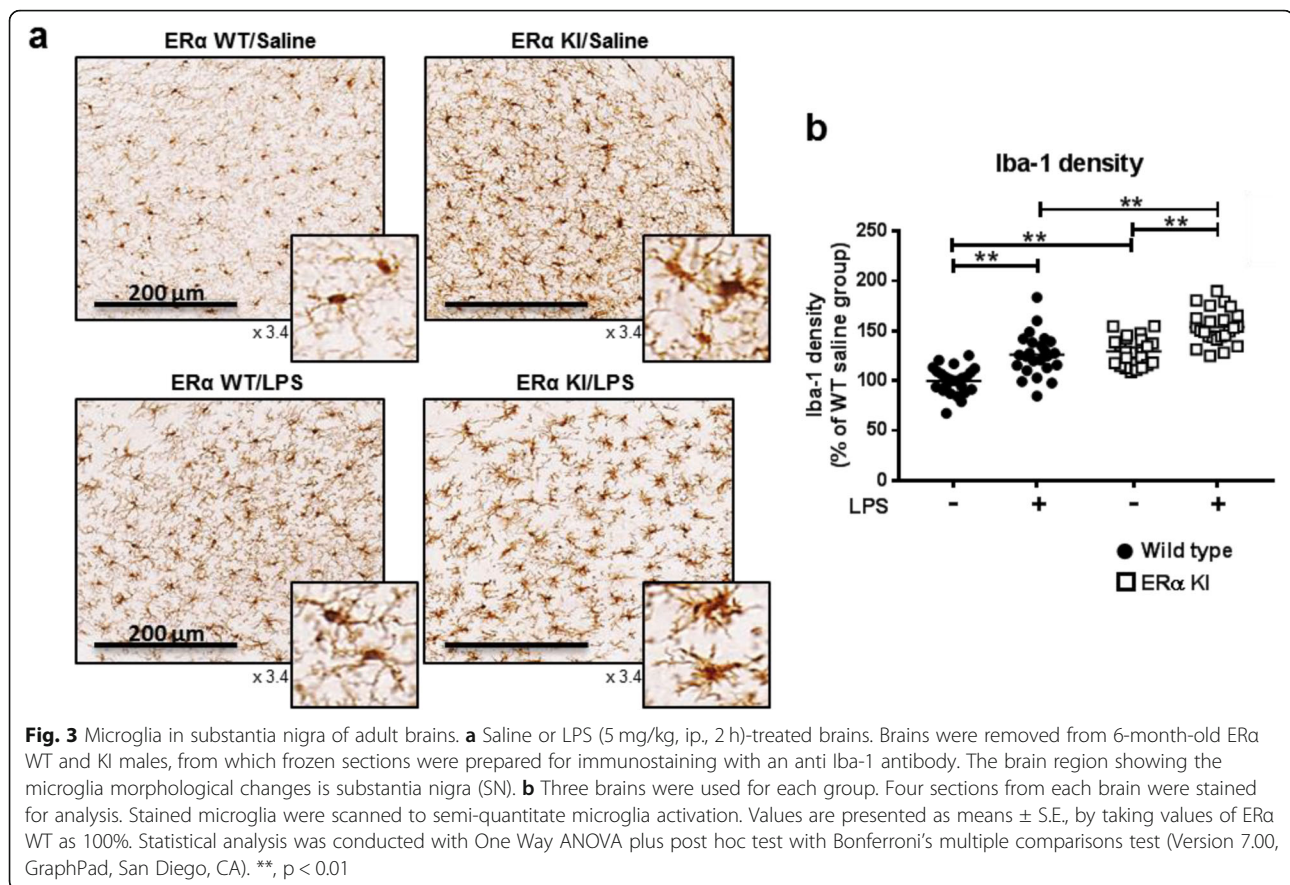 a
ERα WT/Saline
ERα KI/Saline
200 µm
x 3.4
x 3.4
ERα WT/LPS
ERα KI/LPS
200 µm
x 3.4
x 3.4
b
Iba-1 density
**
**
**
**
Iba-1 density
(% of WT saline group)
250
200
150
100
50
0
LPS - + - +
Wild type
ERα KI
Fig. 3 Microglia in substantia nigra of adult brains. a Saline or LPS (5 mg/kg, ip., 2 h)-treated brains. Brains were removed from 6-month-old ERα
WT and KI males, from which frozen sections were prepared for immunostaining with an anti Iba-1 antibody. The brain region showing the
microglia morphological changes is substantia nigra (SN). b Three brains were used for each group. Four sections from each brain were stained
for analysis. Stained microglia were scanned to semi-quantitate microglia activation. Values are presented as means ± S.E., by taking values of ERα
WT as 100%. Statistical analysis was conducted with One Way ANOVA plus post hoc test with Bonferroni's multiple comparisons test (Version 7.00,
GraphPad, San Diego, CA). **, p < 0.01